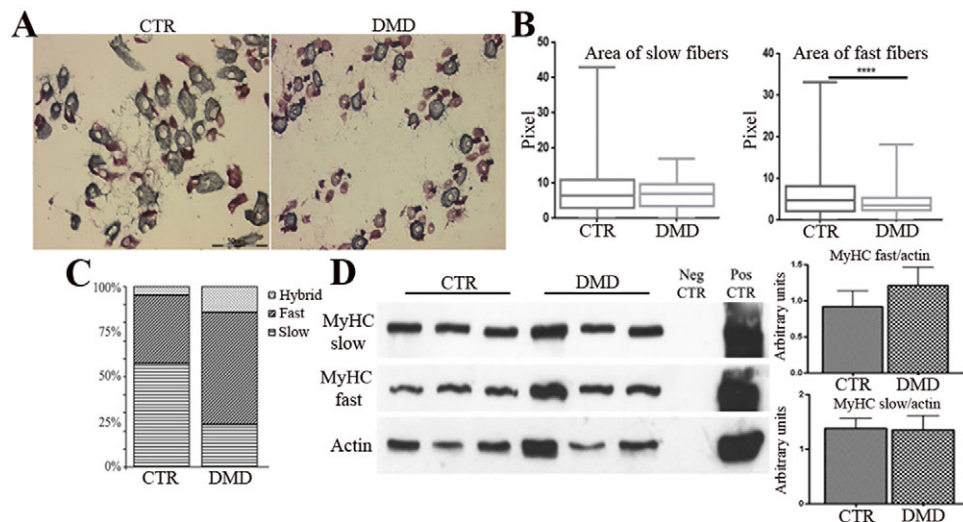 A
CTR
DMD
B
Area of slow fibers
Pixel
50
40
30
20
10
0
CTR
DMD
Area of fast fibers
****
Pixel
40
30
20
10
0
CTR
DMD
C
100%
75%
50%
25%
0%
CTR
DMD
Hybrid
Fast
Slow
D
CTR
DMD
Neg
CTR
Pos
CTR
MyHC
slow
MyHC
fast
Actin
MyHC fast/actin
Arbitrary units
1.5
1.0
0.5
0.0
CTR
DMD
MyHC slow/actin
Arbitrary units
2
1
0
CTR
DMD